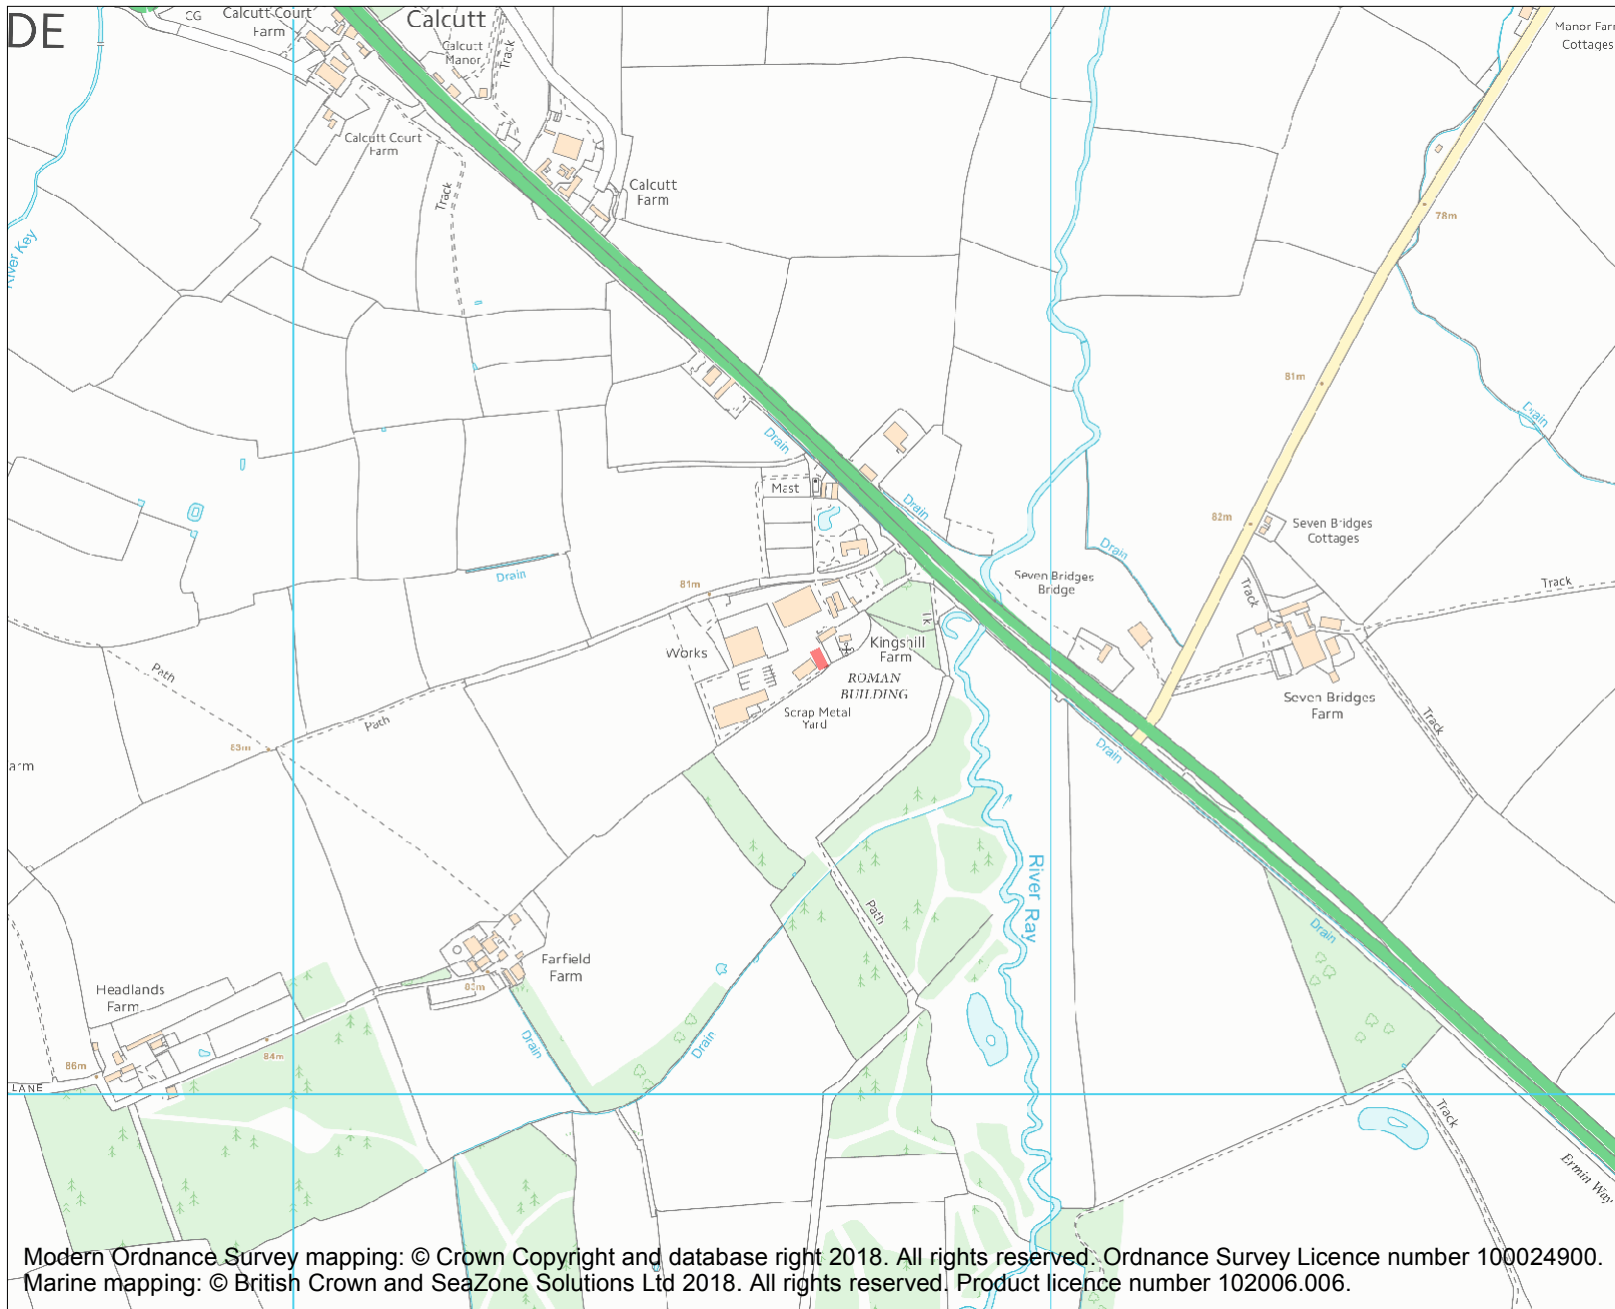 DE
CG
Calcutt Court
Farm
Calcutt
Calcutt
Manor
Track
Manor Far
Cottages
Calcutt Court
Farm
Track
Calcutt
Farm
78m
River Key
81m
Drain
Drain
Mast
Drain
82m
Seven Bridges
Cottages
Drain
Drain
81m
Seven Bridges
Bridge
Track
Track
Works
Kingshill
Farm
ROMAN
BUILDING
Scrap Metal
Yard
Path
Path
83m
arm
Seven Bridges
Farm
Track
Drain
River Ray
Path
Drain
Farfield
Farm
83m
Headlands
Farm
84m
86m
LANE
Drain
Drain
Track
Ermin Way
Modern Ordnance Survey mapping: © Crown Copyright and database right 2018. All rights reserved. Ordnance Survey Licence number 100024900.
Marine mapping: © British Crown and SeaZone Solutions Ltd 2018. All rights reserved. Product licence number 102006.006.